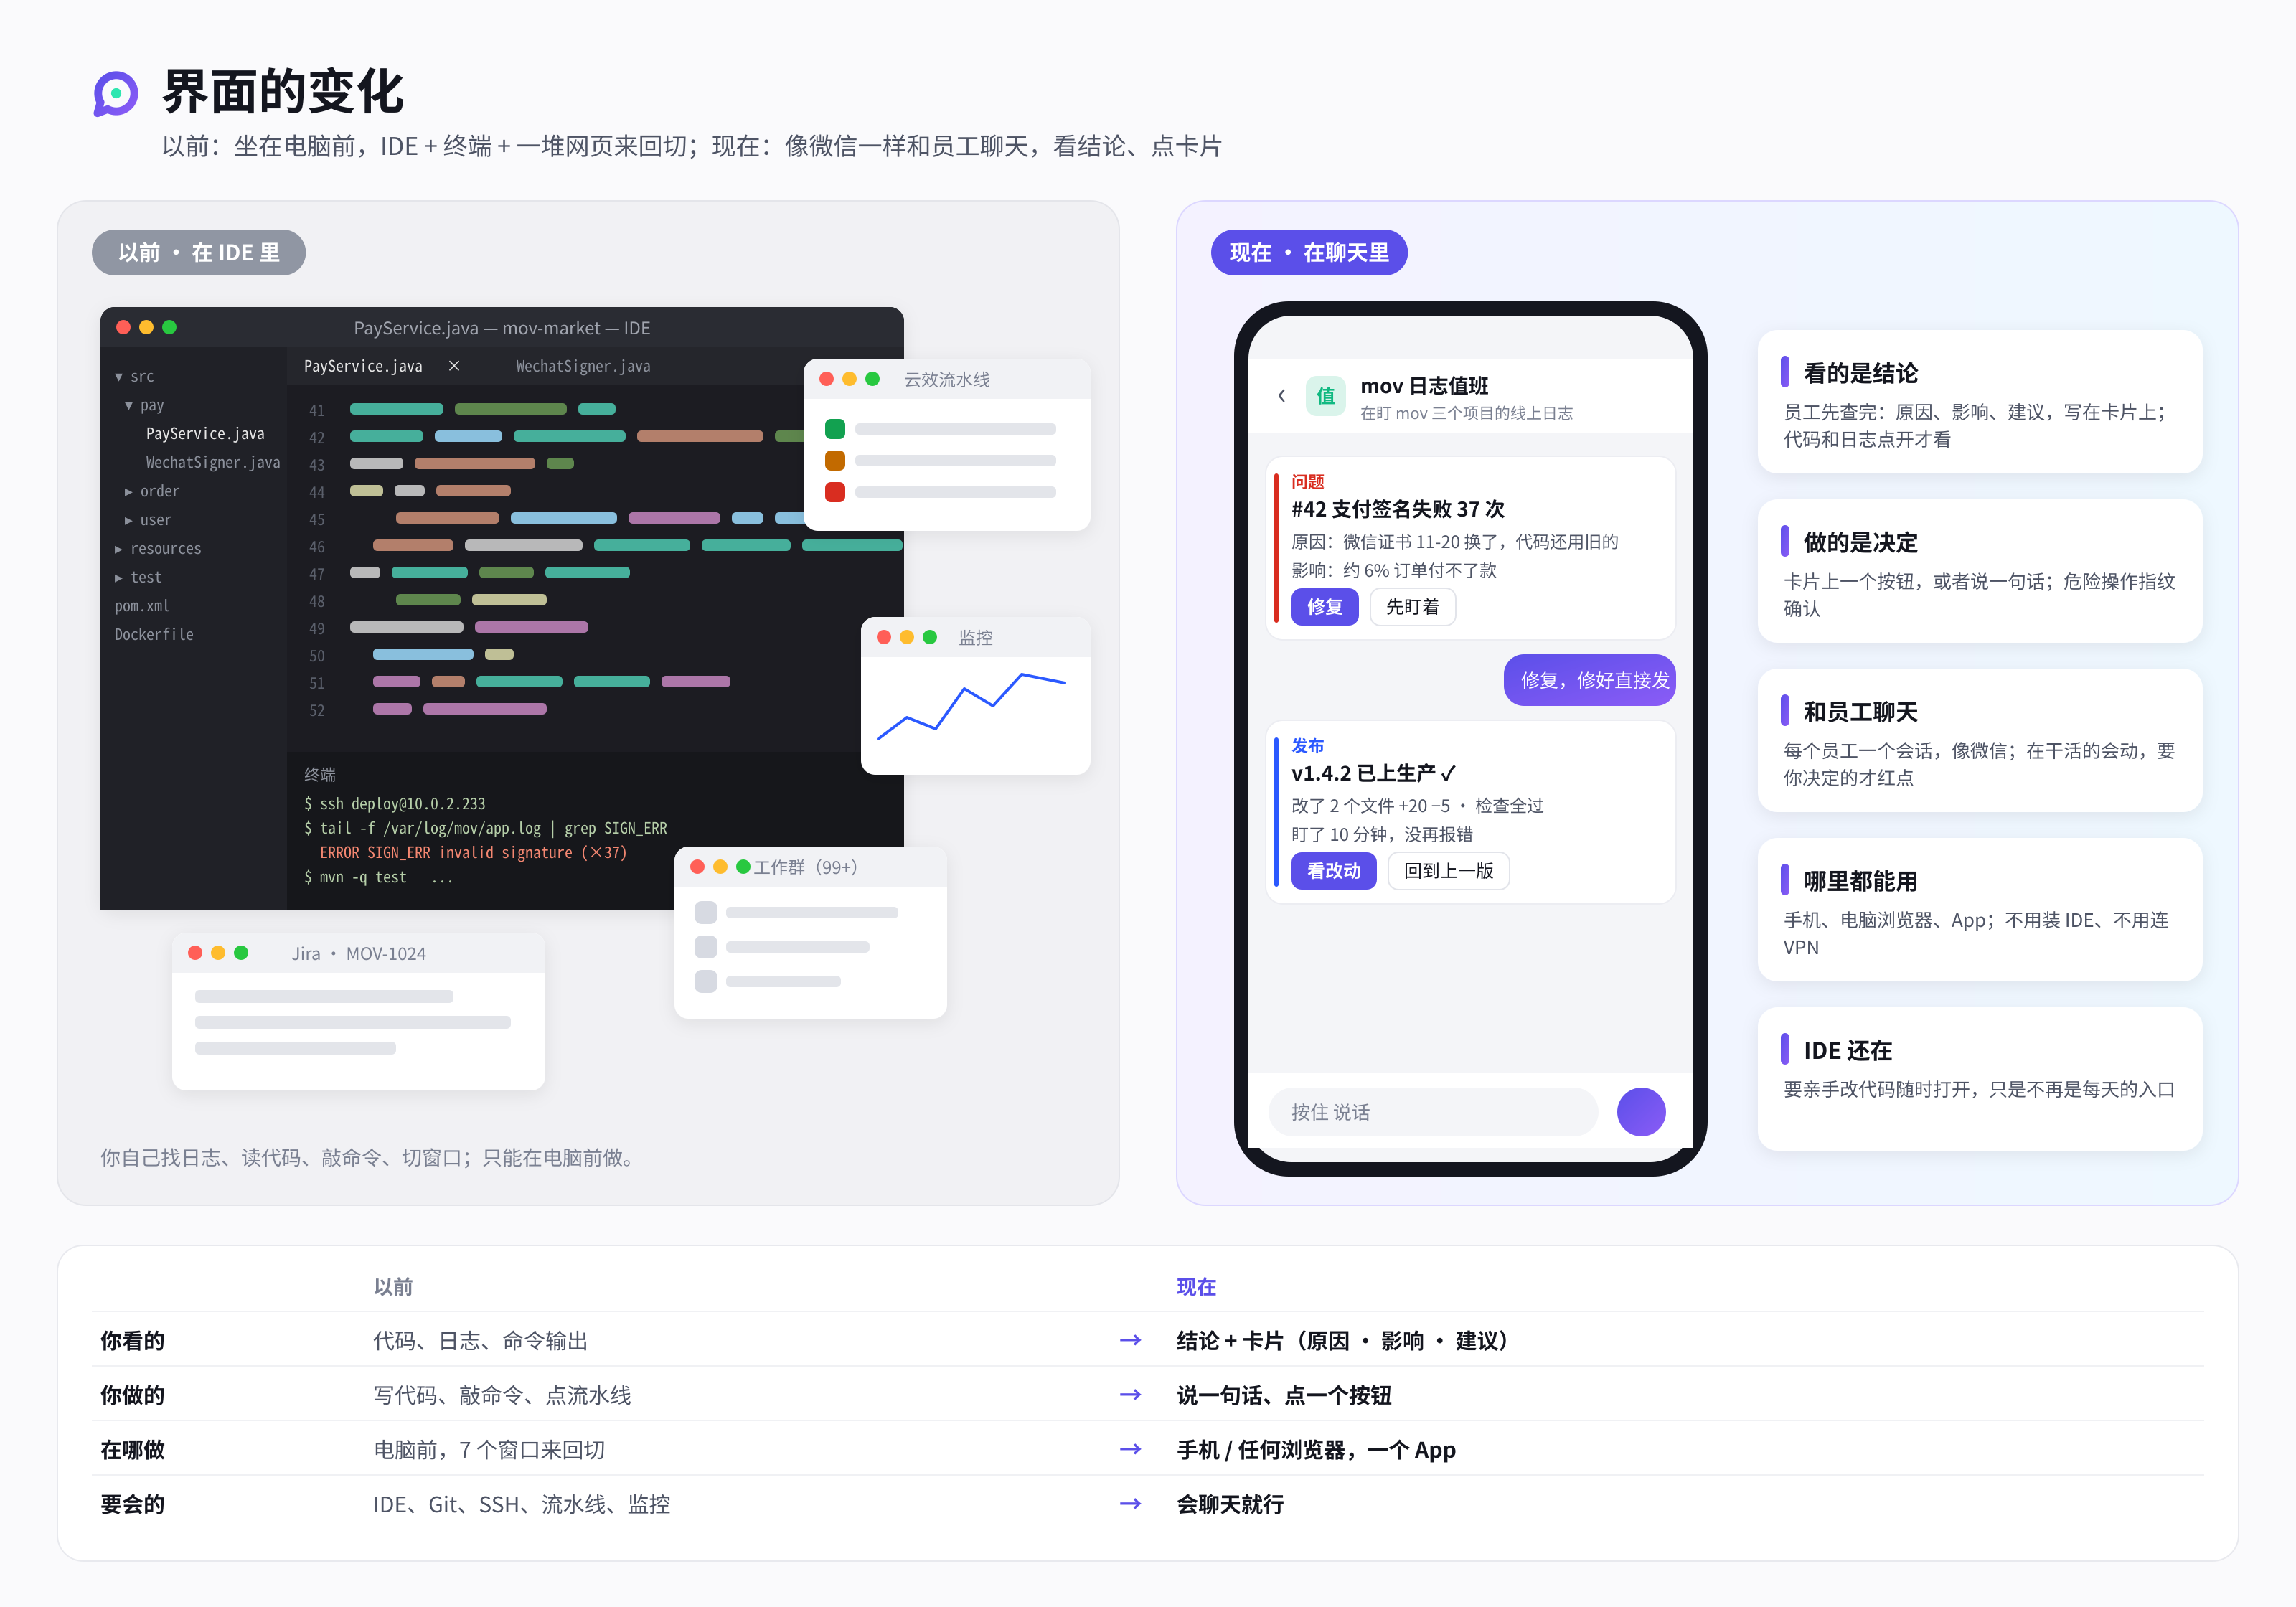 界面的变化
以前：坐在电脑前，IDE + 终端 + 一堆网页来回切；现在：像微信一样和员工聊天，看结论、点卡片
以前 · 在 IDE 里
PayService.java — mov-market — IDE
▾ src
▾ pay
PayService.java
WechatSigner.java
▸ order
▸ user
▸ resources
▸ test
pom.xml
Dockerfile
PayService.java ×
WechatSigner.java
41
42
43
44
45
46
47
48
49
50
51
52
终端
$ ssh deploy@10.0.2.233
$ tail -f /var/log/mov/app.log | grep SIGN_ERR
ERROR SIGN_ERR invalid signature (×37)
$ mvn -q test ...
云效流水线
监控
工作群（99+）
Jira · MOV-1024
你自己找日志、读代码、敲命令、切窗口；只能在电脑前做。
现在 · 在聊天里
‹
值
mov 日志值班
在盯 mov 三个项目的线上日志
问题
#42 支付签名失败 37 次
原因：微信证书 11-20 换了，代码还用旧的
影响：约 6% 订单付不了款
修复
先盯着
修复，修好直接发
发布
v1.4.2 已上生产 ✓
改了 2 个文件 +20 −5 · 检查全过
盯了 10 分钟，没再报错
看改动
回到上一版
按住 说话
看的是结论
员工先查完：原因、影响、建议，写在卡片上；
代码和日志点开才看
做的是决定
卡片上一个按钮，或者说一句话；危险操作指纹
确认
和员工聊天
每个员工一个会话，像微信；在干活的会动，要
你决定的才红点
哪里都能用
手机、电脑浏览器、App；不用装 IDE、不用连
VPN
IDE 还在
要亲手改代码随时打开，只是不再是每天的入口
以前
现在
你看的
代码、日志、命令输出
→
结论 + 卡片（原因 · 影响 · 建议）
你做的
写代码、敲命令、点流水线
→
说一句话、点一个按钮
在哪做
电脑前，7 个窗口来回切
→
手机 / 任何浏览器，一个 App
要会的
IDE、Git、SSH、流水线、监控
→
会聊天就行